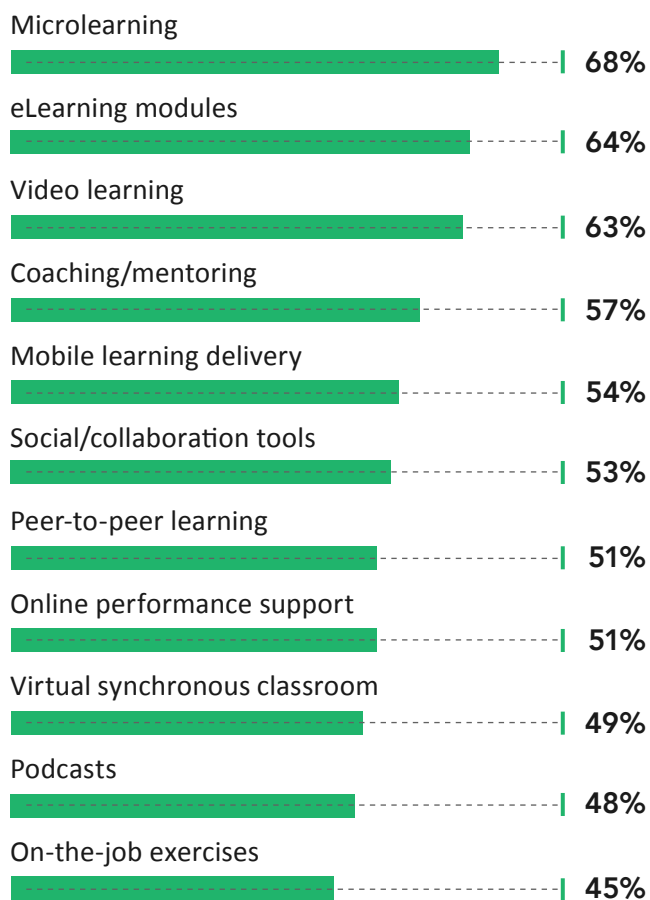 Microlearning
68%
eLearning modules
64%
Video learning
63%
Coaching/mentoring
57%
Mobile learning delivery
54%
Social/collaboration tools
53%
Peer-to-peer learning
51%
Online performance support
51%
Virtual synchronous classroom
49%
Podcasts
48%
On-the-job exercises
45%